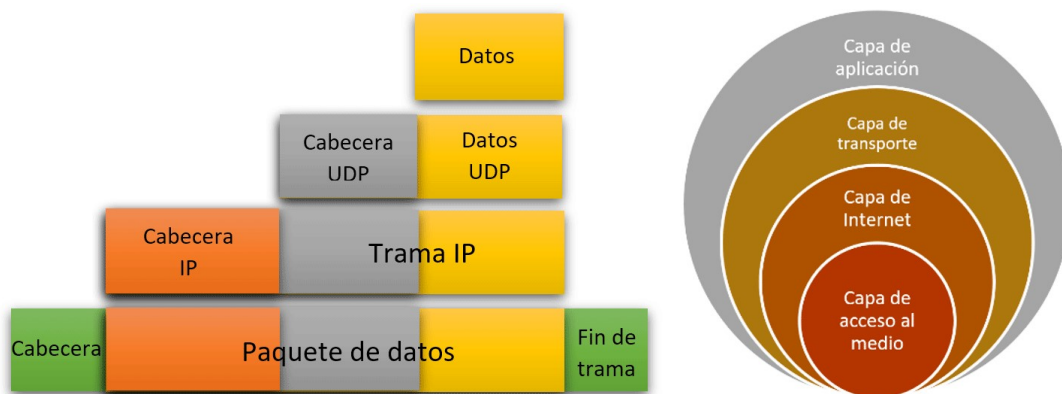 Datos
Cabecera
UDP
Datos
UDP
Cabecera
IP
Trama IP
Cabecera
Paquete de datos
Fin de
trama
Capa de
aplicación
Capa de
transporte
Capa de
Internet
Capa de
acceso al
medio